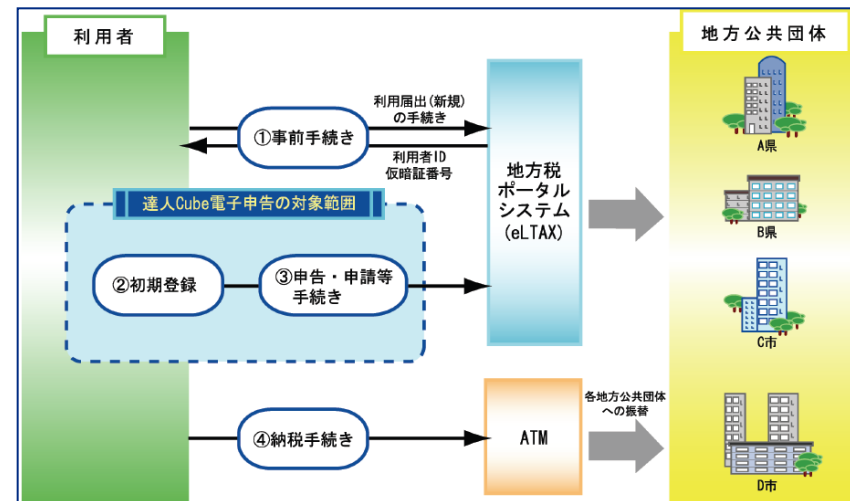 利用者
地方公共団体
利用届出(新規)
の手続き
①事前手続き
利用者ID
仮暗証番号
地方税
ポータル
システム
(eLTAX)
達人Cube電子申告の対象範囲
②初期登録
③申告・申請等
手続き
④納税手続き
ATM
各地方公共団体
への振替
A県
B県
C市
D市